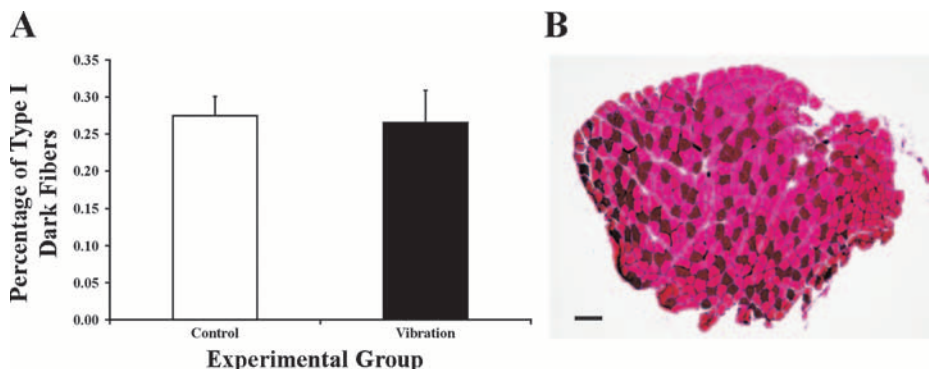 A
B
Percentage of Type I
Dark Fibers
0.35
0.30
0.25
0.20
0.15
0.10
0.05
0.00
Control
Vibration
Experimental Group